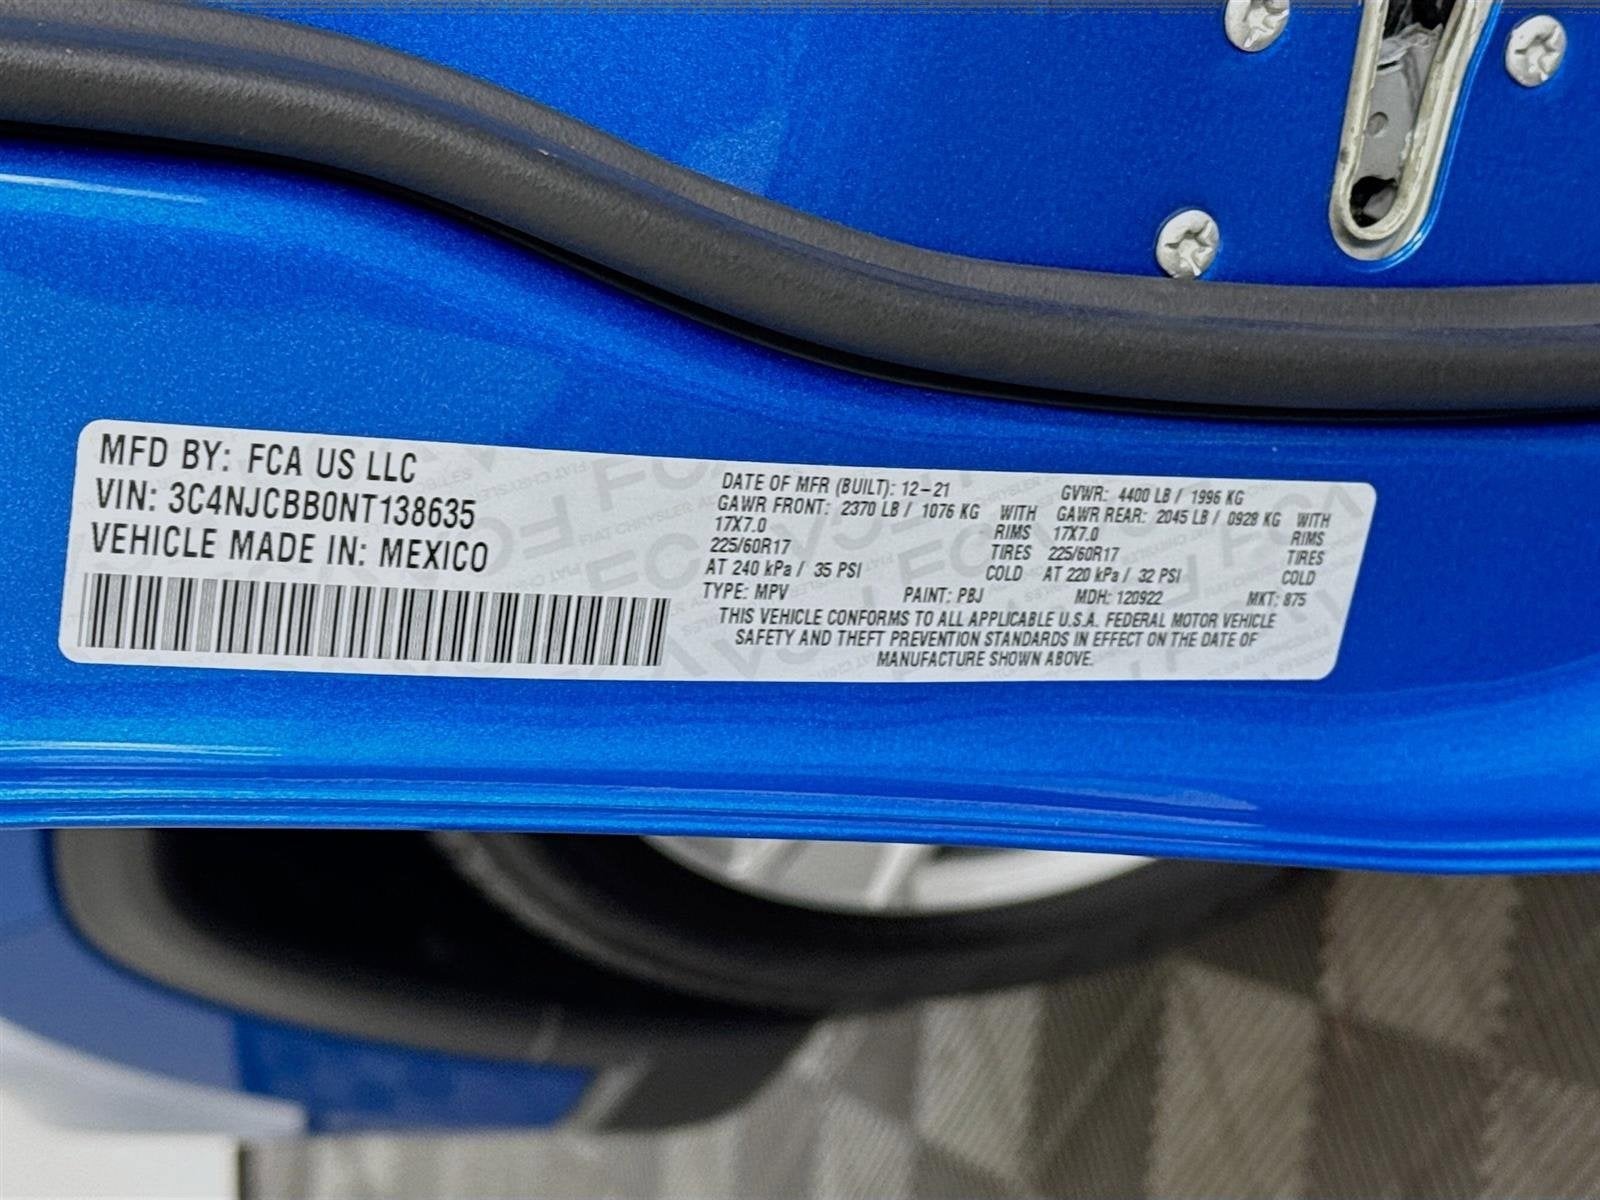 MFD BY: FCA US LLC
VIN: 3C4NJCBB0NT138635
VEHICLE MADE IN: MEXICO
DATE OF MFR (BUILT): 12-21 GVWR: 4400 LB / 1996 KG
GAWR FRONT: 2370 LB / 1076 KG WITH GAWR REAR: 2045 LB / 0928 KG WITH
17X7.0 RIMS 17X7.0 RIMS
225/60R17 TIRES 225/60R17 TIRES
AT 240 kPa / 35 PSI COLD AT 220 kPa / 32 PSI COLD
TYPE: MPV PAINT: PBJ MDH: 120922 MKT: 875
THIS VEHICLE CONFORMS TO ALL APPLICABLE U.S.A. FEDERAL MOTOR VEHICLE
SAFETY AND THEFT PREVENTION STANDARDS IN EFFECT ON THE DATE OF
MANUFACTURE SHOWN ABOVE.